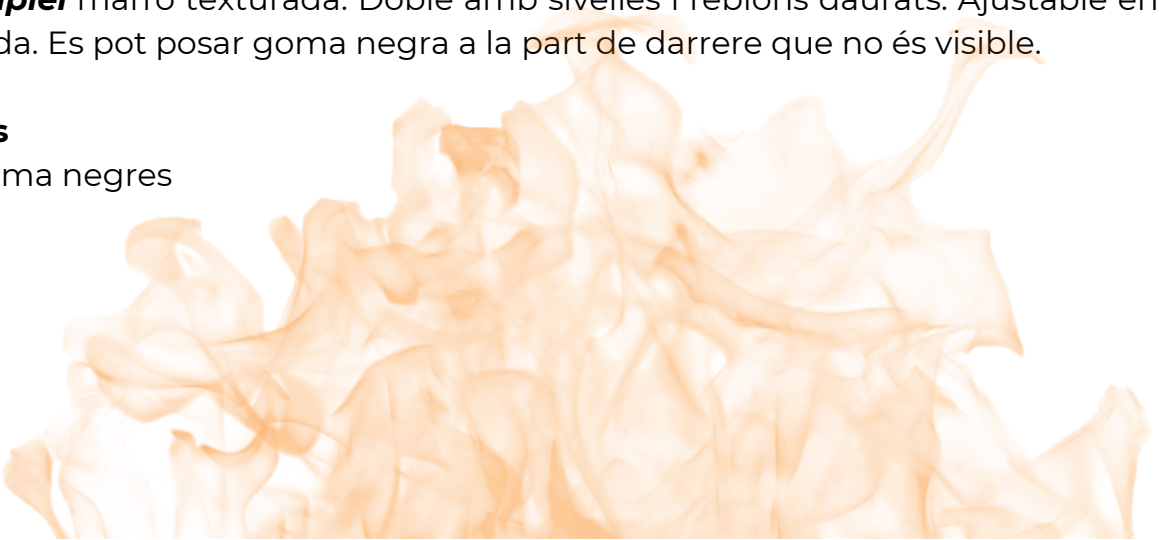 marró texturada. Doble amb sivelles i reblons daurats. Ajustable en
da. Es pot posar goma negra a la part de darrere que no és visible.
s
ma negres